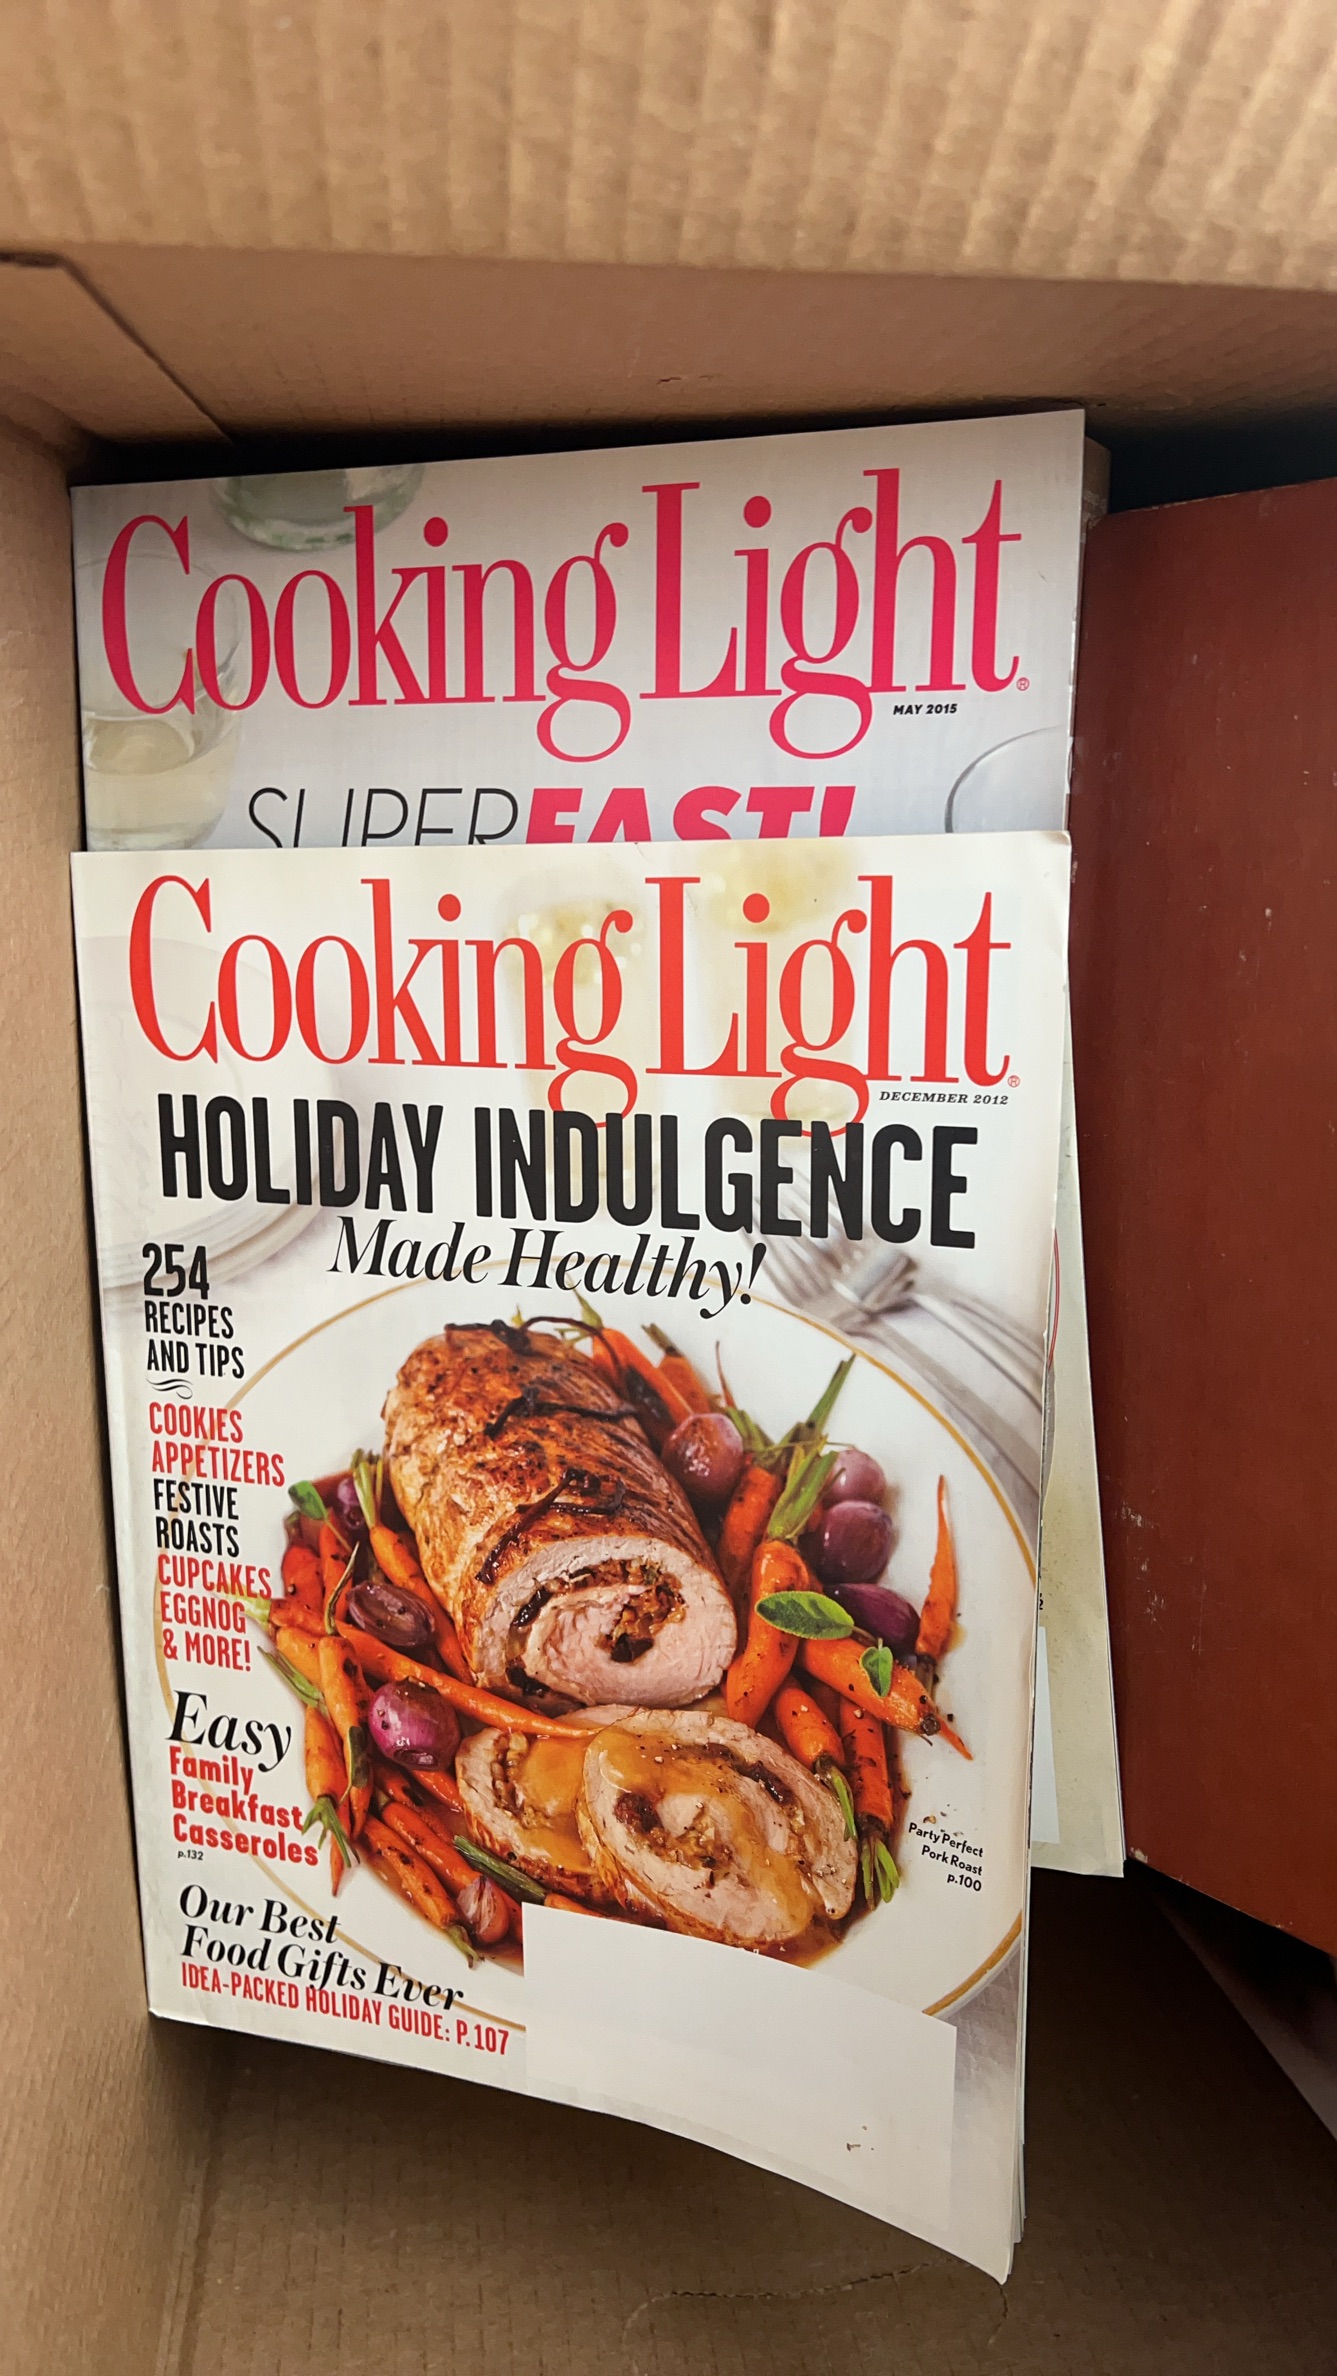 Cooking Light®
MAY 2015
SUPERFAST!
Cooking Light®
DECEMBER 2012
HOLIDAY INDULGENCE
Made Healthy!
254
RECIPES
AND TIPS
COOKIES
APPETIZERS
FESTIVE
ROASTS
CUPCAKES
EGGNOG
& MORE!
Easy
Family
Breakfast
Casseroles
p.132
Party Perfect
Pork Roast
p.100
Our Best
Food Gifts Ever
IDEA-PACKED HOLIDAY GUIDE: P.107